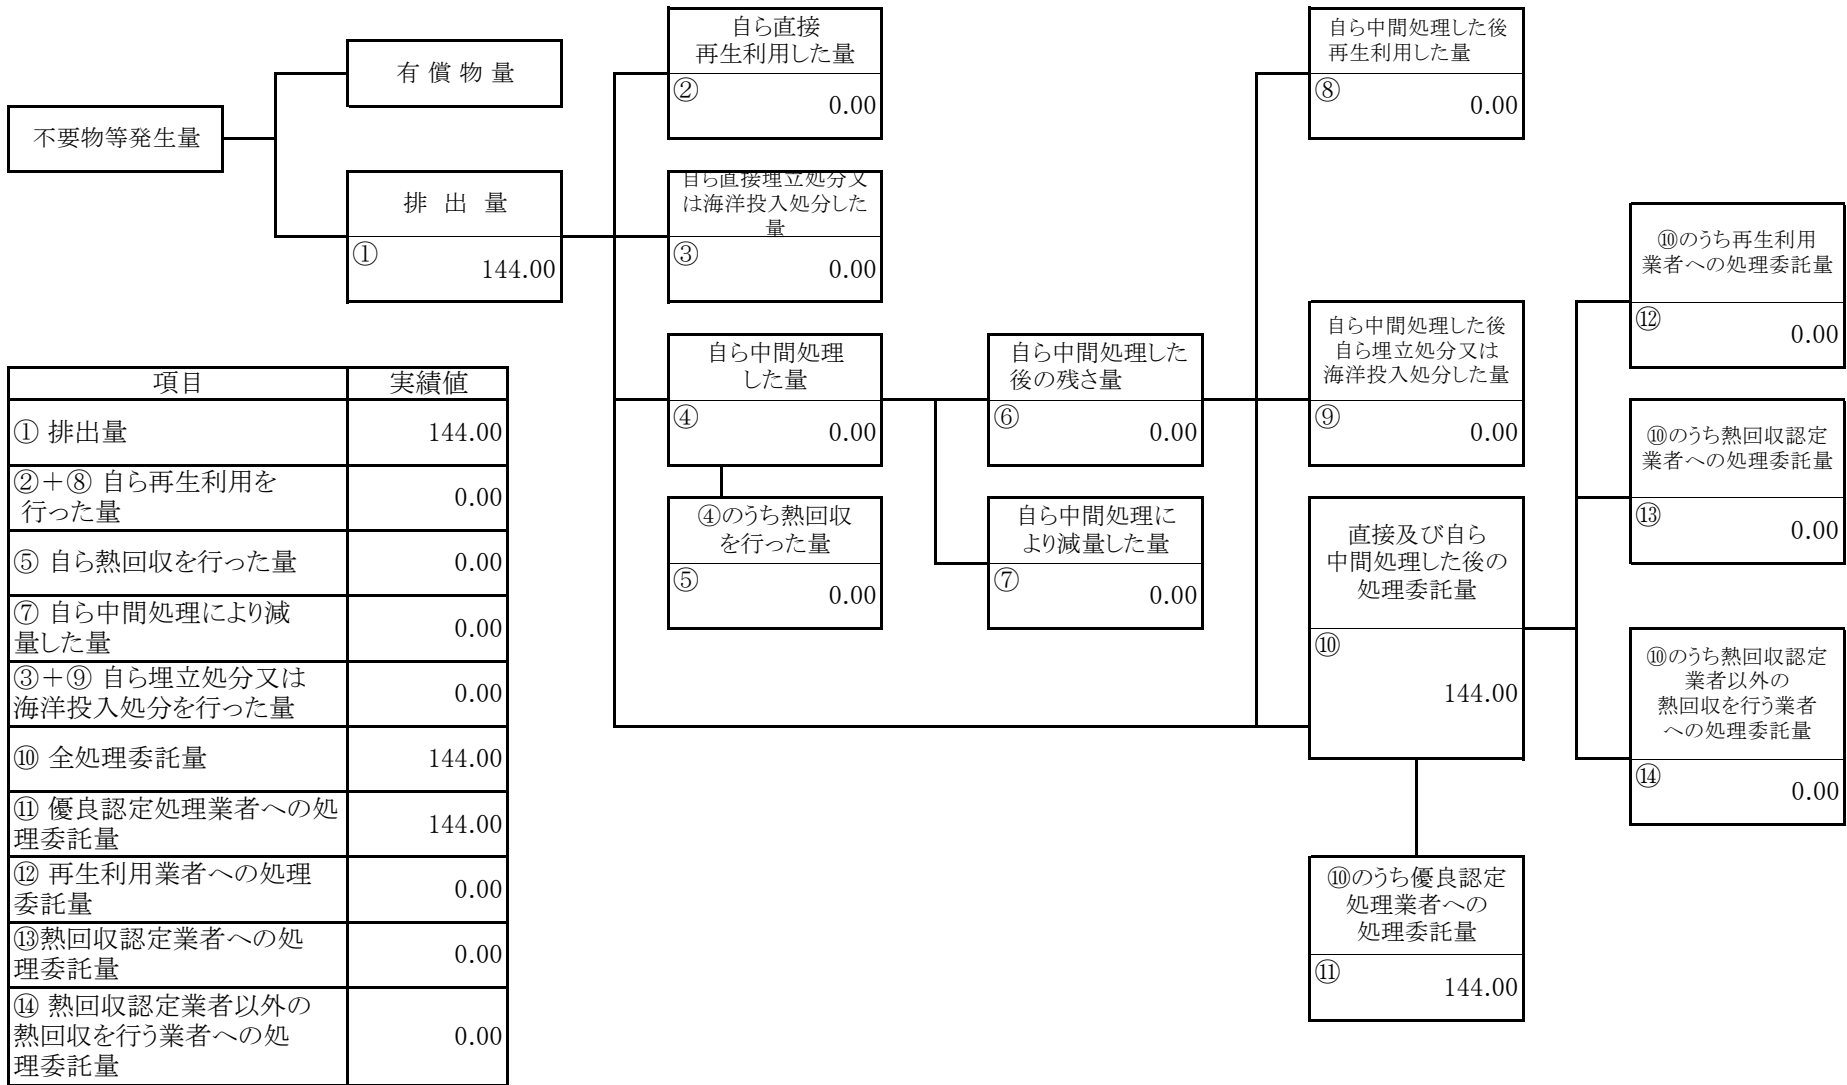 不要物等発生量
有 償 物 量
排 出 量
①
144.00
自ら直接
再生利用した量
②
0.00
自ら直接埋立処分又
は海洋投入処分した
量
③
0.00
自ら中間処理
した量
④
0.00
④のうち熱回収
を行った量
⑤
0.00
自ら中間処理した
後の残さ量
⑥
0.00
自ら中間処理に
より減量した量
⑦
0.00
自ら中間処理した後
再生利用した量
⑧
0.00
自ら中間処理した後
自ら埋立処分又は
海洋投入処分した量
⑨
0.00
直接及び自ら
中間処理した後の
処理委託量
⑩
144.00
⑩のうち優良認定
処理業者への
処理委託量
⑪
144.00
⑩のうち再生利用
業者への処理委託量
⑫
0.00
⑩のうち熱回収認定
業者への処理委託量
⑬
0.00
⑩のうち熱回収認定
業者以外の
熱回収を行う業者
への処理委託量
⑭
0.00
項目 実績値
① 排出量 144.00
②＋⑧ 自ら再生利用を
行った量 0.00
⑤ 自ら熱回収を行った量 0.00
⑦ 自ら中間処理により減
量した量 0.00
③＋⑨ 自ら埋立処分又は
海洋投入処分を行った量 0.00
⑩ 全処理委託量 144.00
⑪ 優良認定処理業者への処
理委託量 144.00
⑫ 再生利用業者への処理
委託量 0.00
⑬熱回収認定業者への処
理委託量 0.00
⑭ 熱回収認定業者以外の
熱回収を行う業者への処
理委託量 0.00